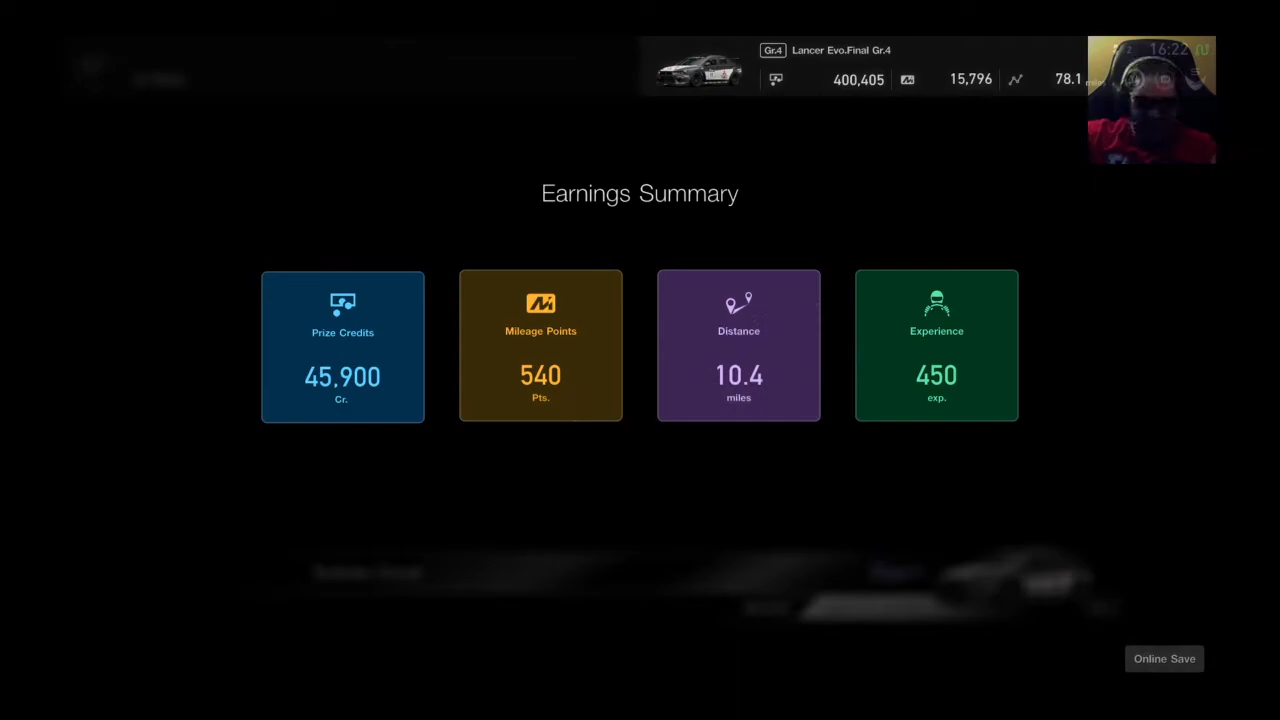 Gr.4 Lancer Evo.Final Gr.4
400,405 15,796 78.1 miles
16:22
Earnings Summary
Prize Credits
45,900
Cr.
Mileage Points
540
Pts.
Distance
10.4
miles
Experience
450
exp.
Online Save